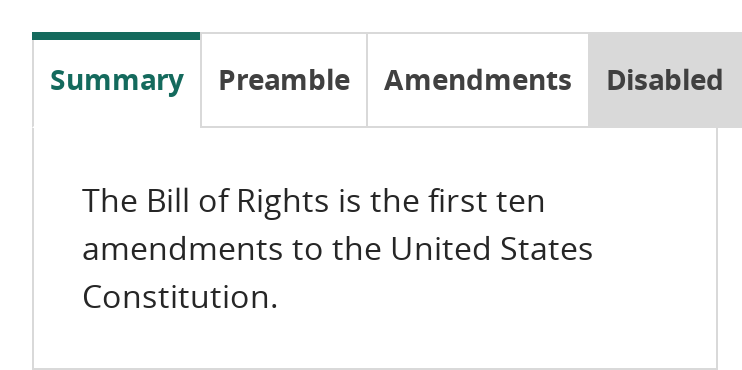 Summary Preamble Amendments Disabled
The Bill of Rights is the first ten
amendments to the United States
Constitution.